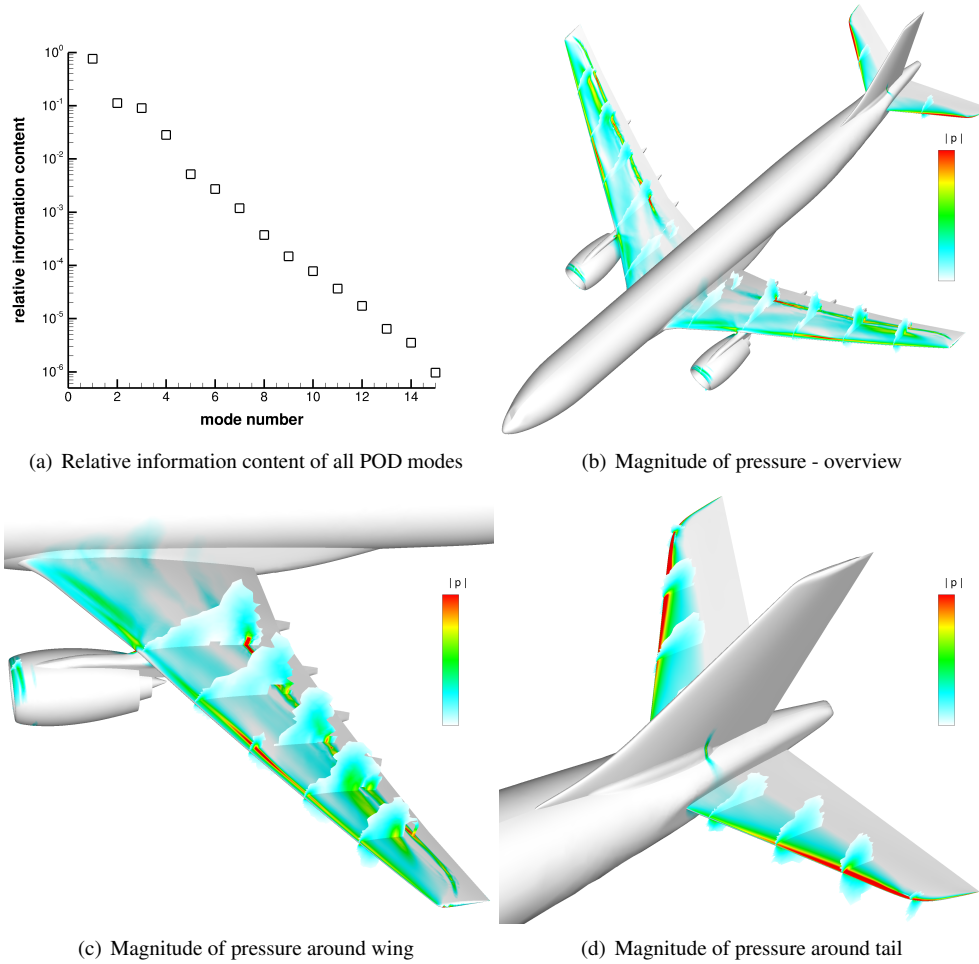 10⁰
10⁻¹
10⁻²
10⁻³
10⁻⁴
10⁻⁵
10⁻⁶
relative information content
0 2 4 6 8 10 12 14
mode number
| p |
(a) Relative information content of all POD modes
(b) Magnitude of pressure - overview
| p |
| p |
(c) Magnitude of pressure around wing
(d) Magnitude of pressure around tail